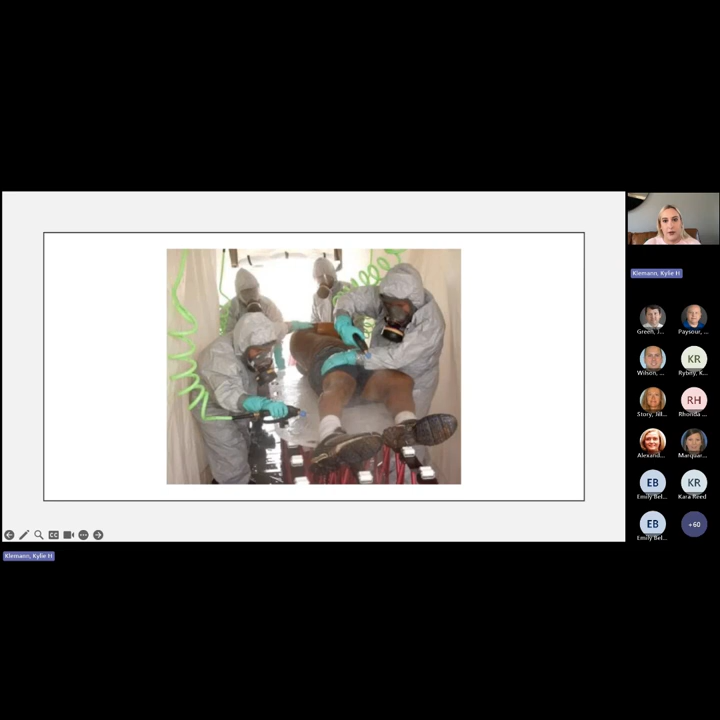 Klemann, Kylie H
Green, J...
Paysour, ...
Wilson, ...
KR
Rybny, K...
Story, Jill...
RH
Rhonda ...
Alexand...
Marquar...
EB
Emily Bel...
KR
Kara Reed
EB
Emily Bel...
+60
CC
Klemann, Kylie H